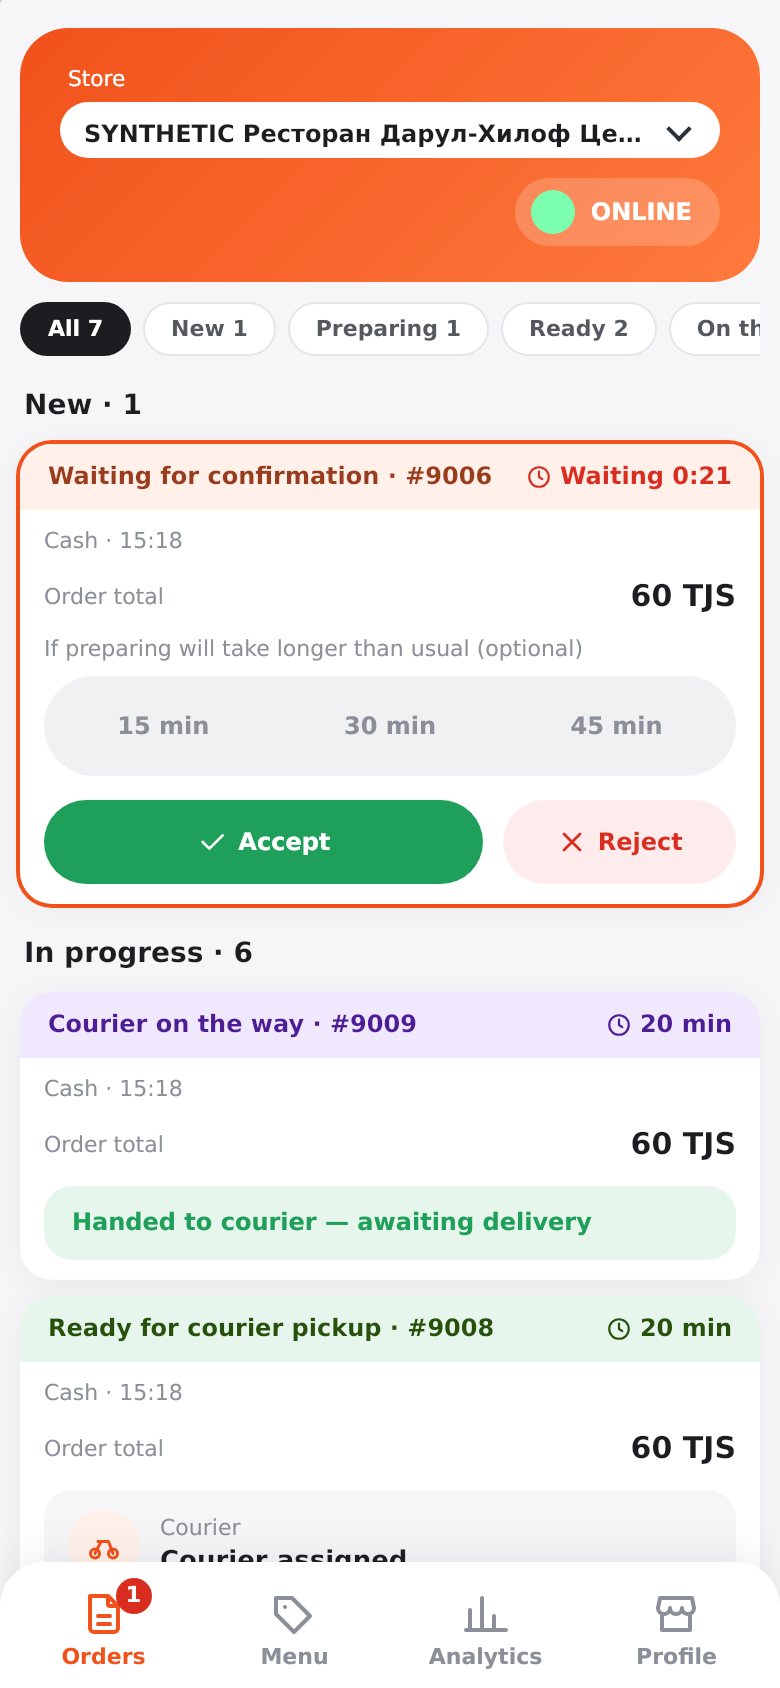 Store
SYNTHETIC Ресторан Дарул-Хилоф Це...
ONLINE
All 7
New 1
Preparing 1
Ready 2
On th
New · 1
Waiting for confirmation · #9006
Waiting 0:21
Cash · 15:18
Order total
60 TJS
If preparing will take longer than usual (optional)
15 min
30 min
45 min
Accept
Reject
In progress · 6
Courier on the way · #9009
20 min
Cash · 15:18
Order total
60 TJS
Handed to courier — awaiting delivery
Ready for courier pickup · #9008
20 min
Cash · 15:18
Order total
60 TJS
Courier
Courier assigned
1
Orders
Menu
Analytics
Profile